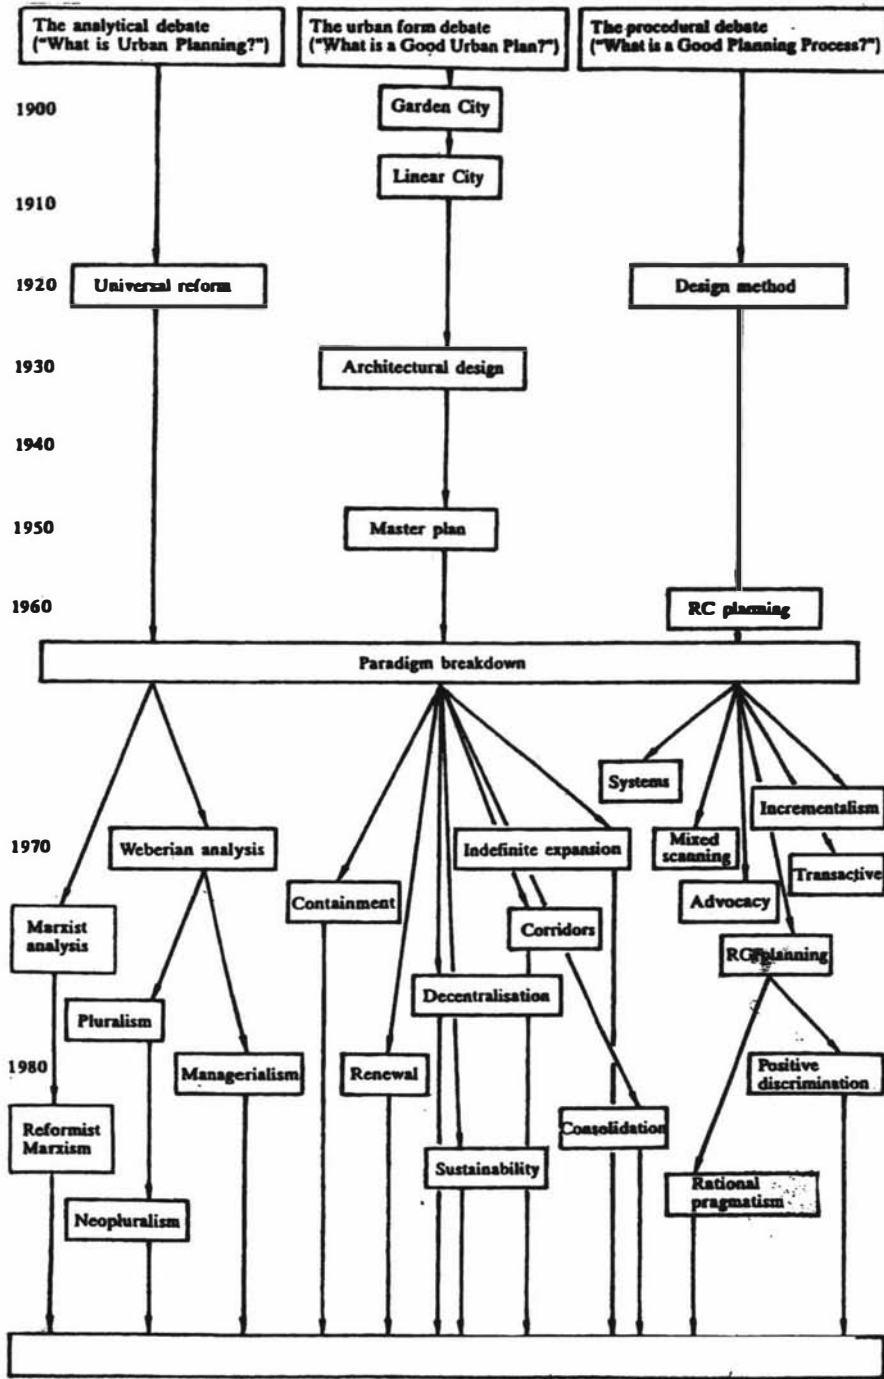 The analytical debate
("What is Urban Planning?")
The urban form debate
("What is a Good Urban Plan?")
The procedural debate
("What is a Good Planning Process?")
1900
Garden City
Linear City
1910
1920
Universal reform
Design method
1930
Architectural design
1940
1950
Master plan
1960
RC planning
Paradigm breakdown
Systems
Incrementalism
1970
Weberian analysis
Indefinite expansion
Mixed
scanning
Transactive
Containment
Advocacy
Marxist
analysis
Corridors
planning
Decentralisation
Pluralism
1980
Managerialism
Renewal
Positive
discrimination
Reformist
Marxism
Consolidation
Sustainability
Rational
pragmatism
Neopluralism